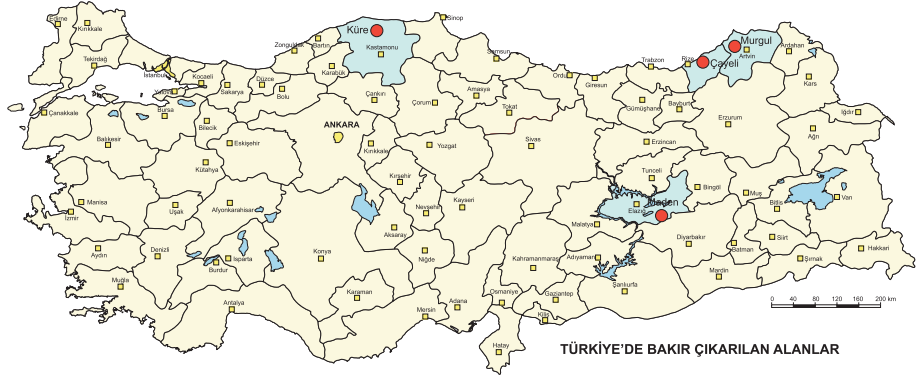 Edirne
Kırıkkale
Tekirdağ
İstanbul
Kocaeli
Yalova
Sakarya
Düzce
Bolu
Zonguldak
Bartın
Karabük
Küre
Kastamonu
Sinop
Samsun
Çankırı
Çorum
Amasya
Tokat
Ordu
Giresun
Trabzon
Rize
Çayeli
Murgul
Artvin
Ardahan
Kars
Iğdır
Gümüşhane
Bayburt
Erzurum
Ağrı
Çanakkale
Bursa
Bilecik
Balıkesir
Eskişehir
Kütahya
ANKARA
Kırıkkale
Yozgat
Sivas
Erzincan
Tunceli
Bingöl
Muş
Bitlis
Van
Manisa
İzmir
Uşak
Afyonkarahisar
Kırşehir
Nevşehir
Kayseri
Aksaray
Malatya
Elazığ
Maden
Diyarbakır
Batman
Siirt
Hakkari
Şırnak
Mardin
Aydın
Denizli
Muğla
Burdur
Isparta
Konya
Niğde
Karaman
Antalya
Mersin
Adana
Osmaniye
Kahramanmaraş
Adıyaman
Gaziantep
Kilis
Şanlıurfa
Hatay
0 40 80 120 160 200 km
TÜRKİYE'DE BAKIR ÇIKARILAN ALANLAR